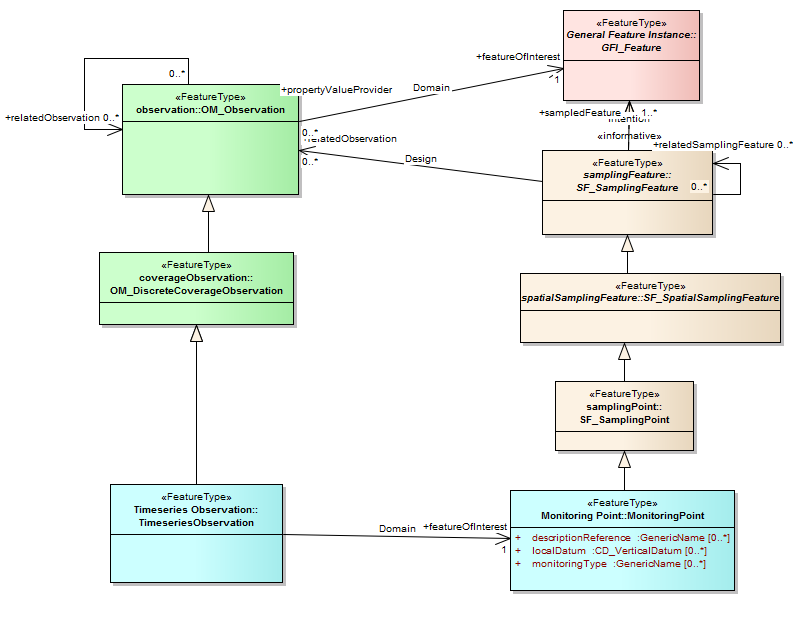 «FeatureType»
General Feature Instance::
GFI_Feature
+featureOfInterest
1
Domain
+propertyValueProvider
0..*
0..*
«FeatureType»
observation::OM_Observation
+relatedObservation 0..*
+sampledFeature 1..*
Intention
«informative»
+relatedSamplingFeature 0..*
0..*
relatedObservation
0..*
Design
«FeatureType»
samplingFeature::
SF_SamplingFeature
0..*
«FeatureType»
coverageObservation::
OM_DiscreteCoverageObservation
«FeatureType»
spatialSamplingFeature::SF_SpatialSamplingFeature
«FeatureType»
samplingPoint::
SF_SamplingPoint
«FeatureType»
Timeseries Observation::
TimeseriesObservation
Domain
+featureOfInterest
1
«FeatureType»
Monitoring Point::MonitoringPoint
+ descriptionReference :GenericName [0..*]
+ localDatum :CD_VerticalDatum [0..*]
+ monitoringType :GenericName [0..*]